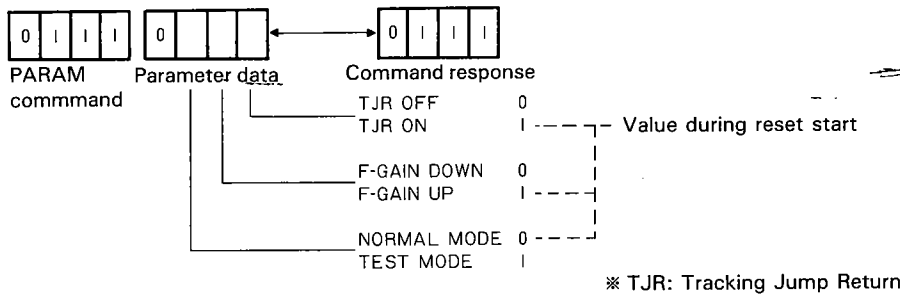 0 1 1 1 0 0 1 1 1
PARAM Parameter data Command response
commmand
TJR OFF 0
TJR ON 1 Value during reset start
F-GAIN DOWN 0
F-GAIN UP 1
NORMAL MODE 0
TEST MODE 1
※ TJR: Tracking Jump Return